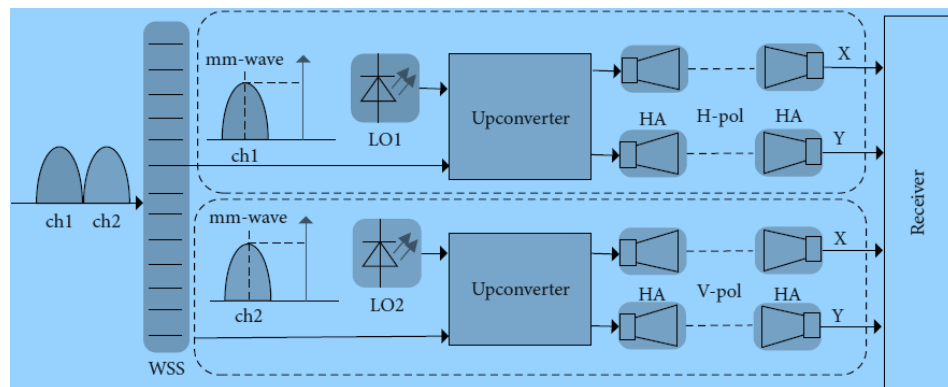 mm-wave
ch1
LO1
Upconverter
HA
H-pol
HA
X
Y
ch1
ch2
WSS
mm-wave
ch2
LO2
Upconverter
HA
V-pol
HA
X
Y
Receiver